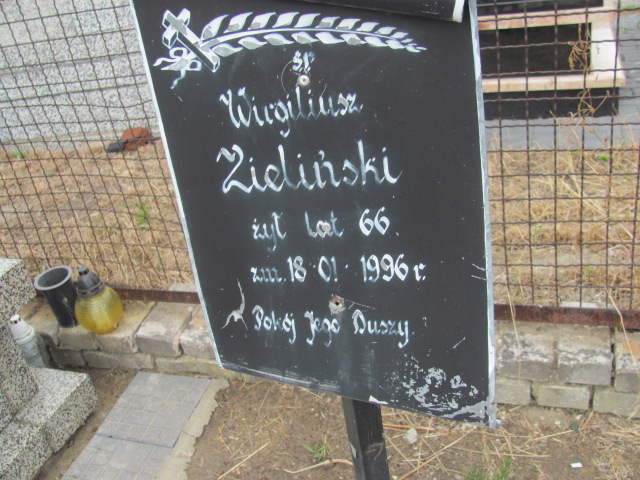 śp
Wirgiliusz
Zieliński
żył lat 66
zm. 18 01 1996 r.
Pokój Jego Duszy.